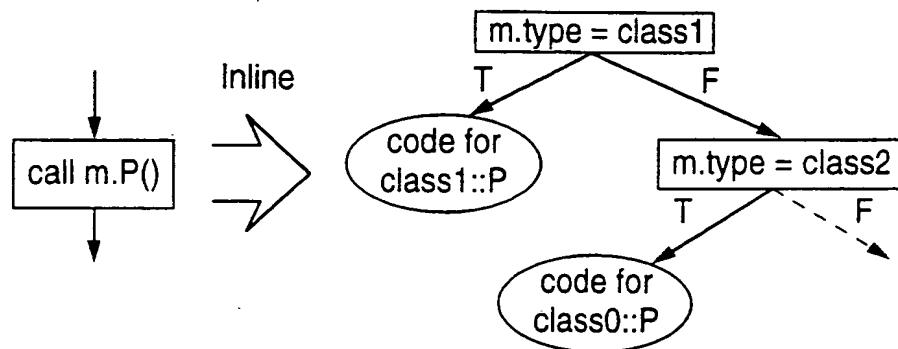 m.type = class1
Inline
T
F
call m.P()
code for
class1::P
m.type = class2
T
F
code for
class0::P